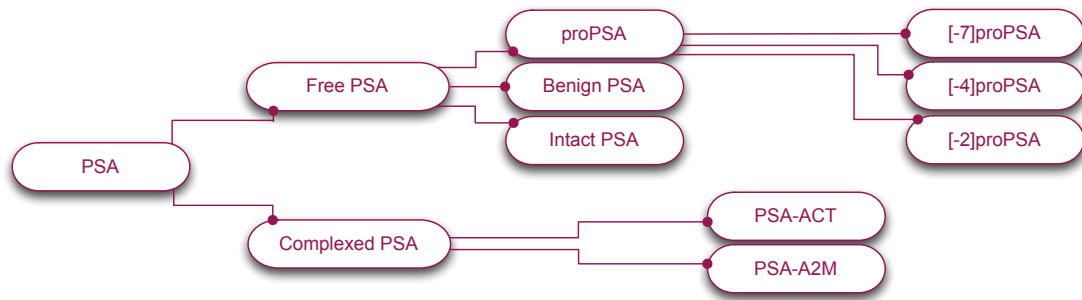 PSA
Free PSA
proPSA
Benign PSA
Intact PSA
[-7]proPSA
[-4]proPSA
[-2]proPSA
Complexed PSA
PSA-ACT
PSA-A2M